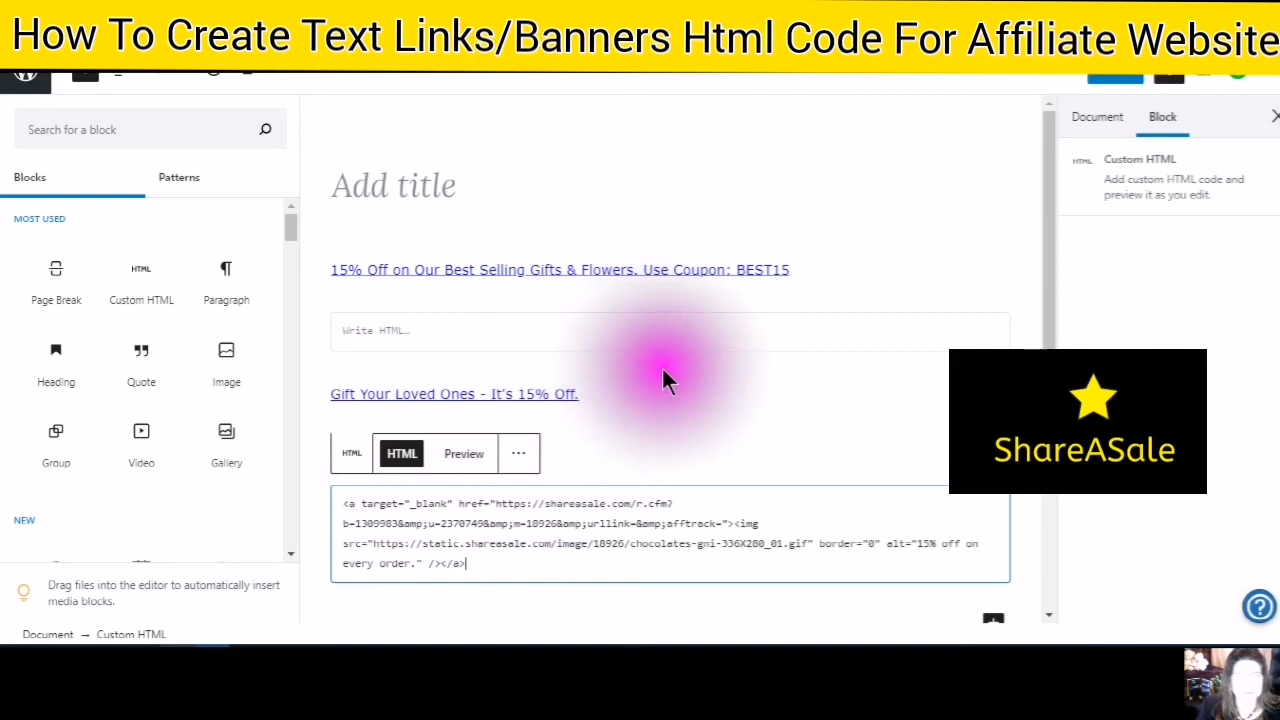 How To Create Text Links/Banners Html Code For Affiliate Website
Search for a block
Document
Block
HTML
Custom HTML
Add custom HTML code and
preview it as you edit.
Blocks
Patterns
Add title
MOST USED
HTML
Page Break
Custom HTML
Paragraph
15% Off on Our Best Selling Gifts & Flowers. Use Coupon: BEST15
Write HTML…
Heading
Quote
Image
Gift Your Loved Ones - It's 15% Off.
ShareASale
Group
Video
Gallery
HTML
HTML
Preview
<a target="_blank" href="https://shareasale.com/r.cfm?
b=1309983&amp;u=2370749&amp;m=18926&amp;urllink=&amp;afftrack="><img
src="https://static.shareasale.com/image/18926/chocolates-gni-336X280_01.gif" border="0" alt="15% off on
every order." /></a>
NEW
Drag files into the editor to automatically insert
media blocks.
Document → Custom HTML